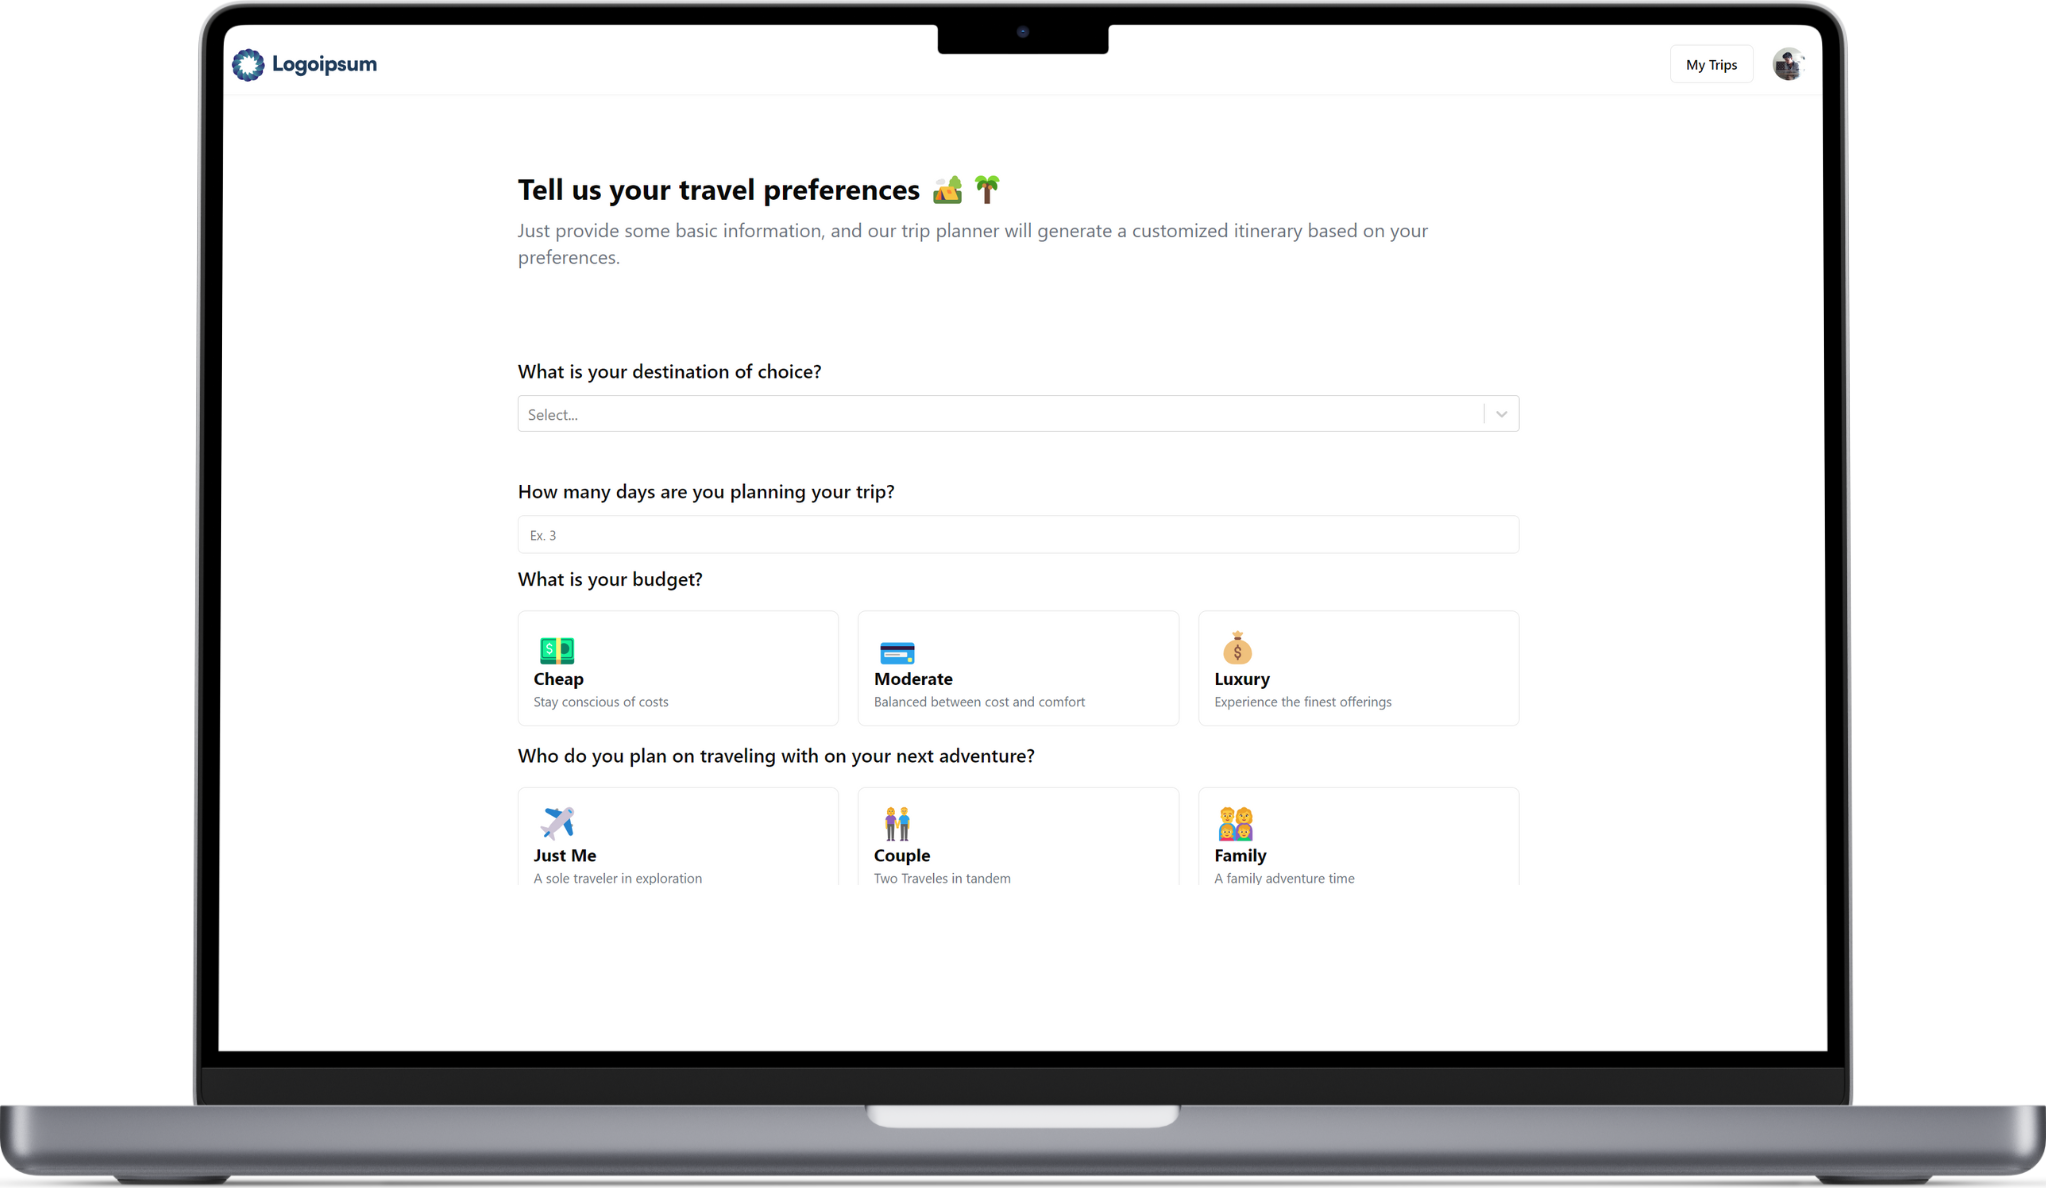 Logoipsum
My Trips
Tell us your travel preferences
Just provide some basic information, and our trip planner will generate a customized itinerary based on your
preferences.
What is your destination of choice?
Select...
How many days are you planning your trip?
Ex. 3
What is your budget?
Cheap
Stay conscious of costs
Moderate
Balanced between cost and comfort
Luxury
Experience the finest offerings
Who do you plan on traveling with on your next adventure?
Just Me
A sole traveler in exploration
Couple
Two Traveles in tandem
Family
A family adventure time